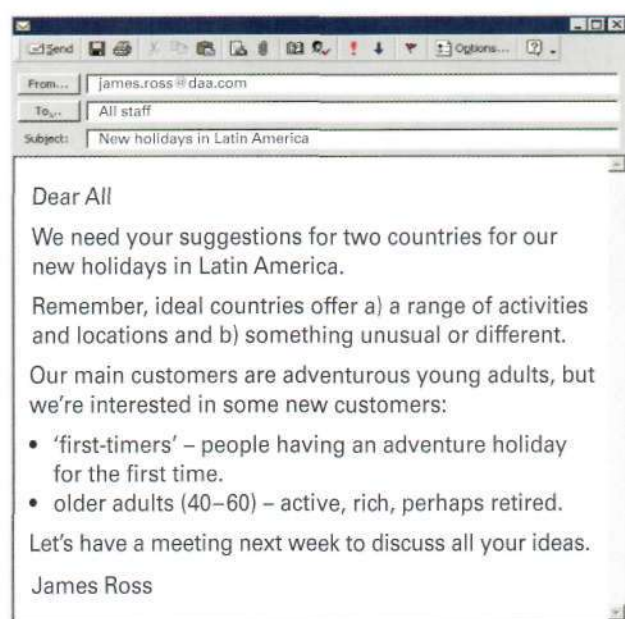 Send
Options...
From... james.ross@daa.com
To... All staff
Subject: New holidays in Latin America
Dear All
We need your suggestions for two countries for our
new holidays in Latin America.
Remember, ideal countries offer a) a range of activities
and locations and b) something unusual or different.
Our main customers are adventurous young adults, but
we're interested in some new customers:
• 'first-timers' – people having an adventure holiday
for the first time.
• older adults (40–60) – active, rich, perhaps retired.
Let's have a meeting next week to discuss all your ideas.
James Ross